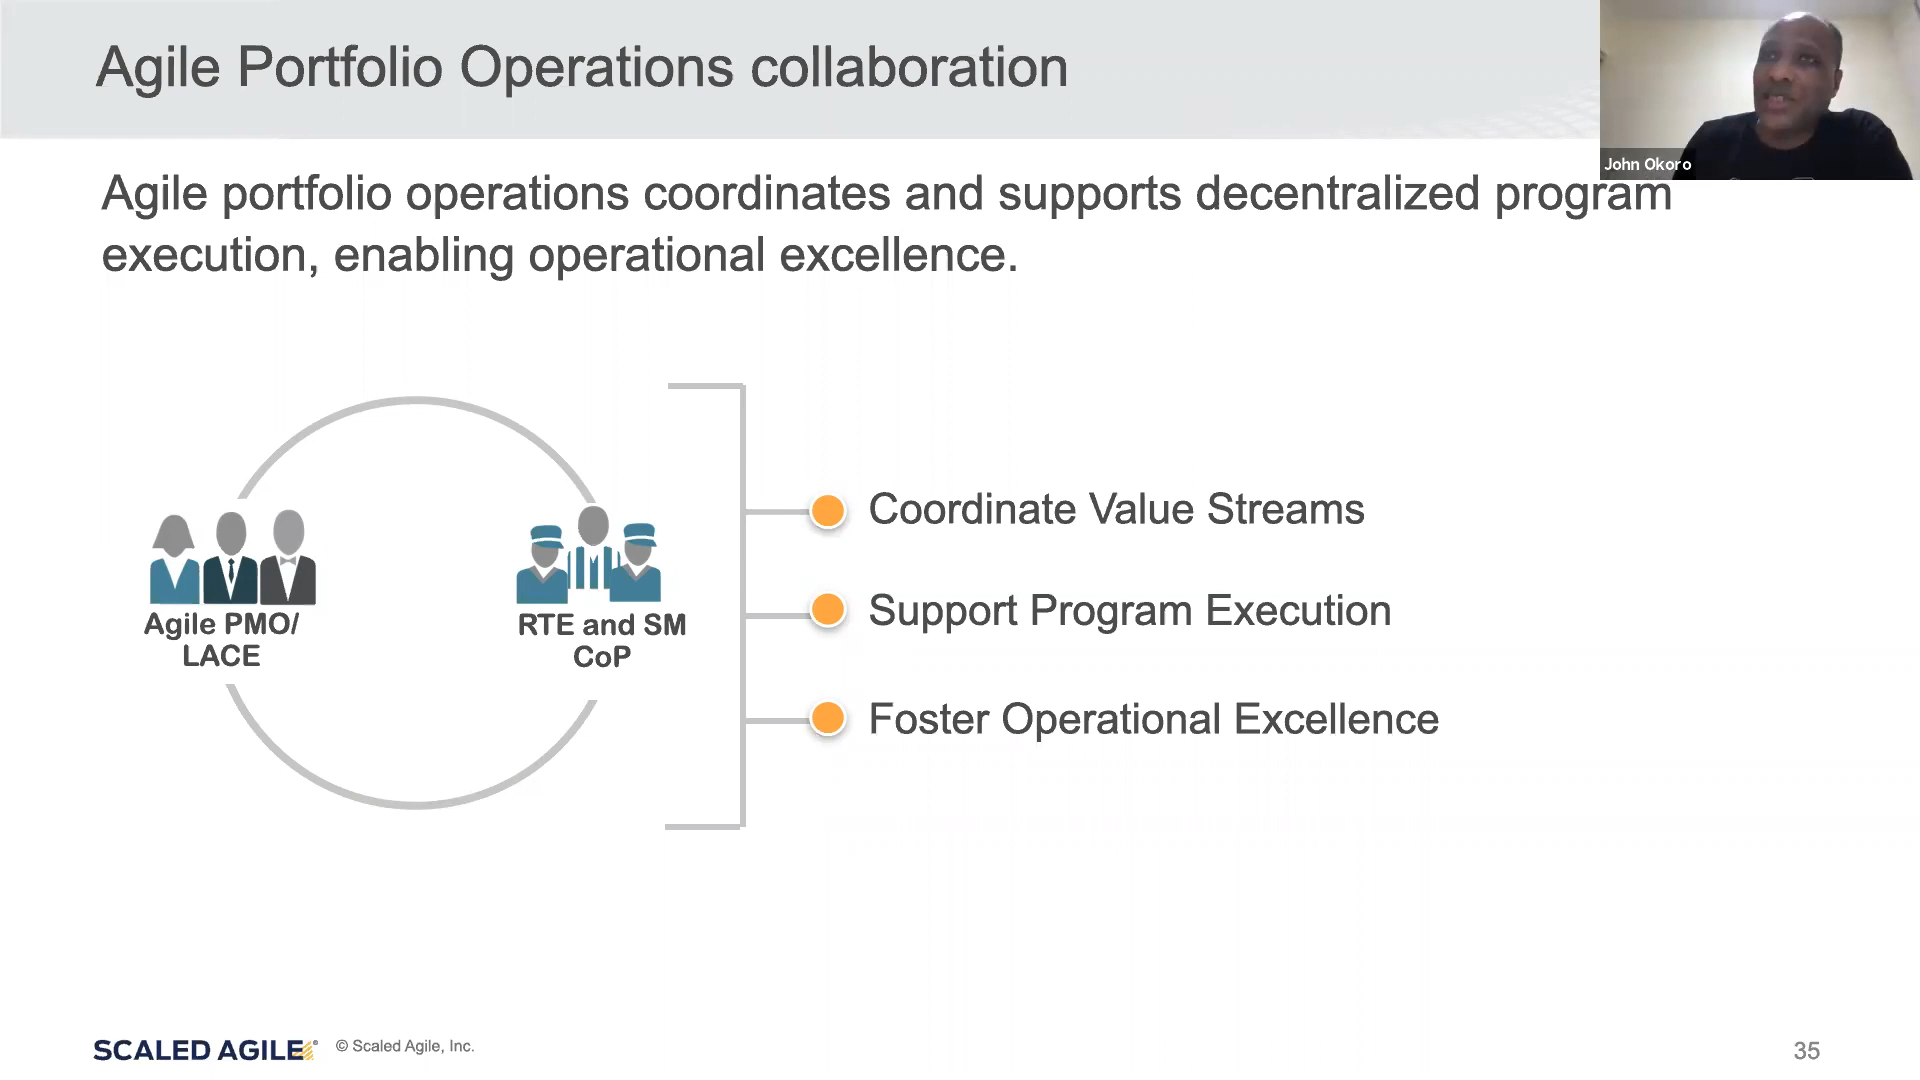 Agile Portfolio Operations collaboration
John Okoro
Agile portfolio operations coordinates and supports decentralized program
execution, enabling operational excellence.
Agile PMO/
LACE
RTE and SM
CoP
Coordinate Value Streams
Support Program Execution
Foster Operational Excellence
SCALED AGILE® © Scaled Agile, Inc.
35